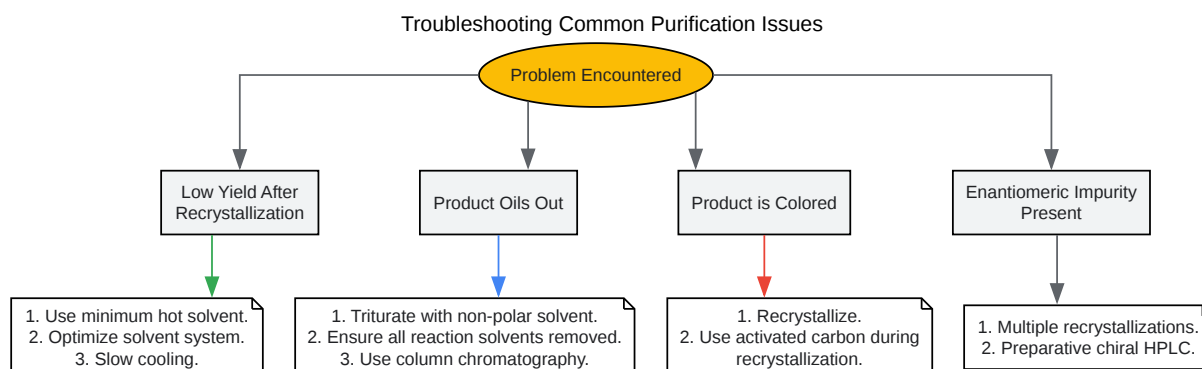 Troubleshooting Common Purification Issues
Problem Encountered
Low Yield After
Recrystallization
Product Oils Out
Product is Colored
Enantiomeric Impurity
Present
1. Use minimum hot solvent.
2. Optimize solvent system.
3. Slow cooling.
1. Triturate with non-polar solvent.
2. Ensure all reaction solvents removed.
3. Use column chromatography.
1. Recrystallize.
2. Use activated carbon during
recrystallization.
1. Multiple recrystallizations.
2. Preparative chiral HPLC.